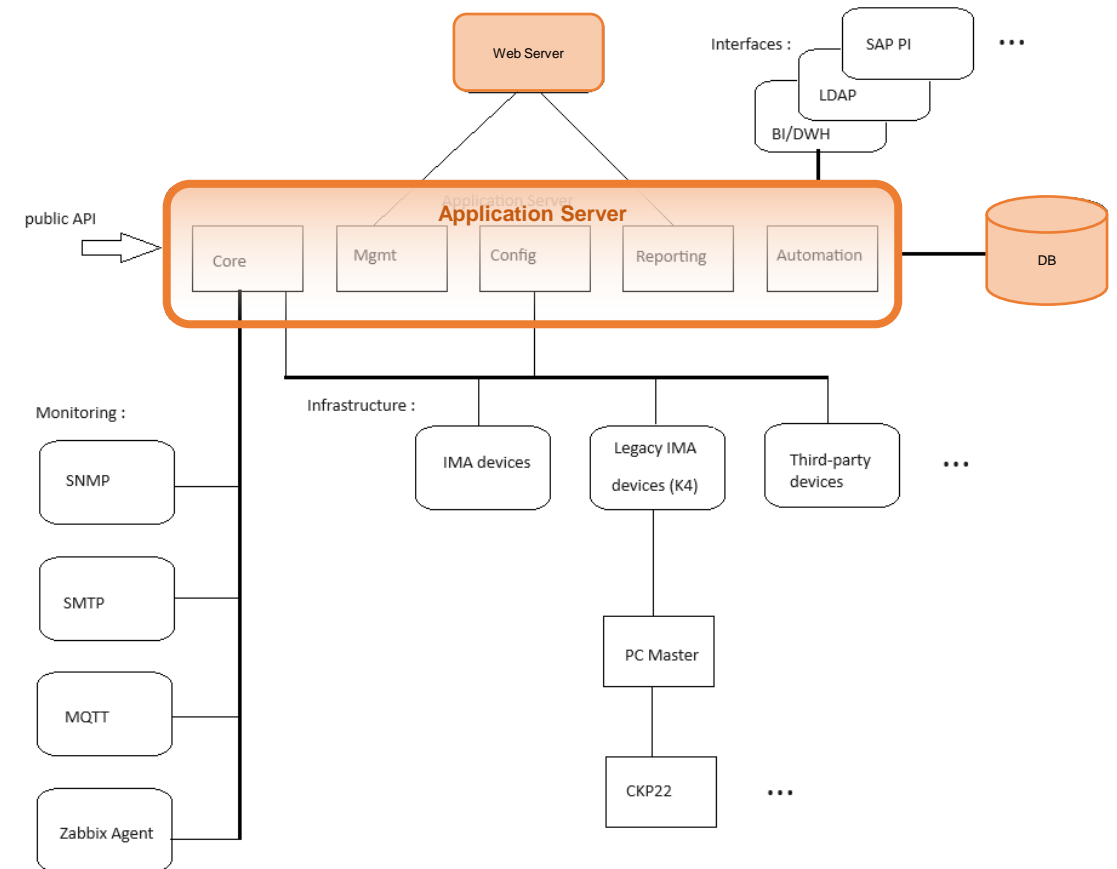 Web Server
Interfaces :
SAP PI
...
LDAP
BI/DWH
public API
Application Server
Application Server
Core
Mgmt
Config
Reporting
Automation
DB
Monitoring :
Infrastructure :
SNMP
SMTP
MQTT
Zabbix Agent
IMA devices
Legacy IMA
devices (K4)
Third-party
devices
...
PC Master
CKP22
...